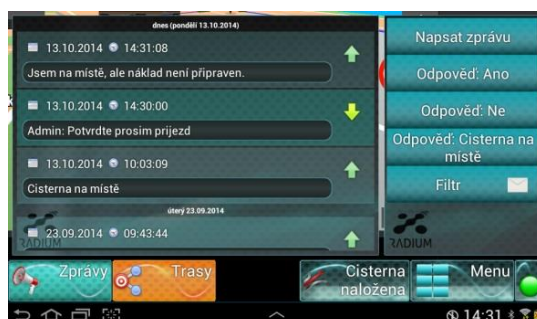 dnes (pondělí 13.10.2014)
13.10.2014 14:31:08
Jsem na místě, ale náklad není připraven.
13.10.2014 14:30:00
Admin: Potvrdte prosim prijezd
13.10.2014 10:03:09
Cisterna na místě
úterý 23.09.2014
23.09.2014 09:43:44
RADIUM
Napsat zprávu
Odpověď: Ano
Odpověď: Ne
Odpověď: Cisterna na
místě
Filtr
RADIUM
Zprávy
Trasy
Cisterna
naložena
Menu
14:31